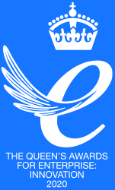 THE QUEEN'S AWARDS
FOR ENTERPRISE:
INNOVATION
2020